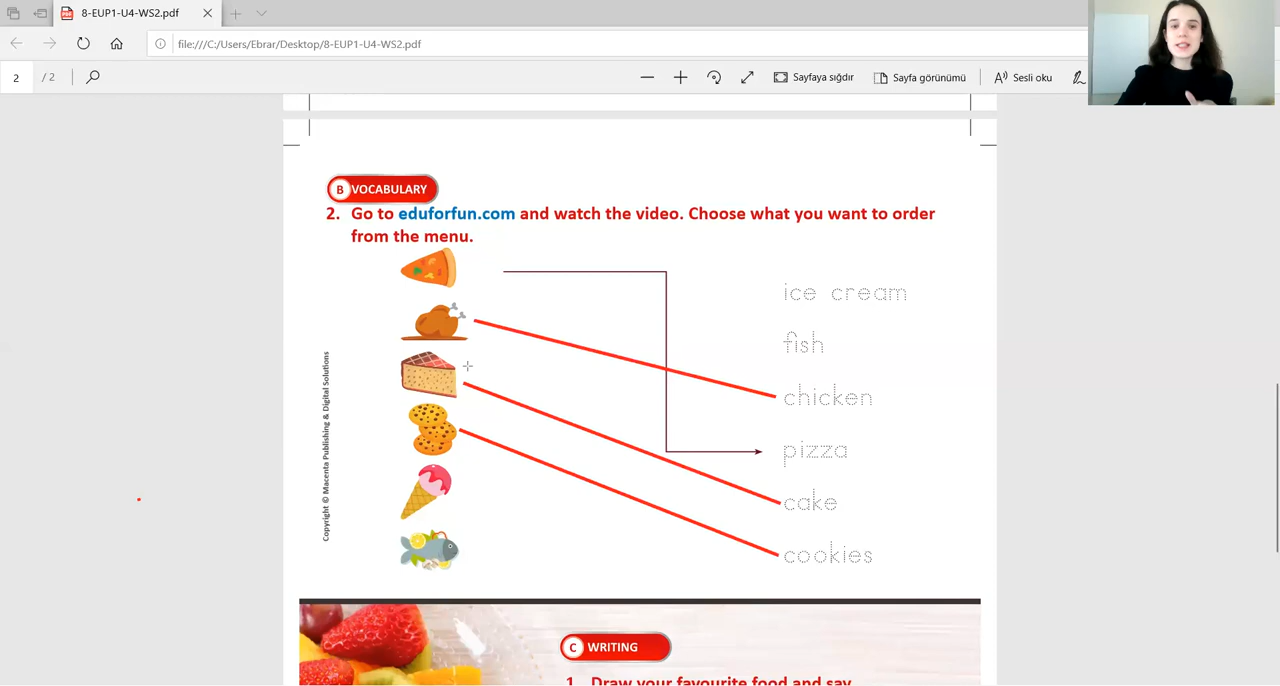 8-EUP1-U4-WS2.pdf
file:///C:/Users/Ebrar/Desktop/8-EUP1-U4-WS2.pdf
2 / 2
Sayfaya sığdır
Sayfa görünümü
Sesli oku
B VOCABULARY
2. Go to eduforfun.com and watch the video. Choose what you want to order
from the menu.
ice cream
fish
chicken
pizza
cake
cookies
Copyright © Macenta Publishing & Digital Solutions
C WRITING
1. Draw your favourite food and say